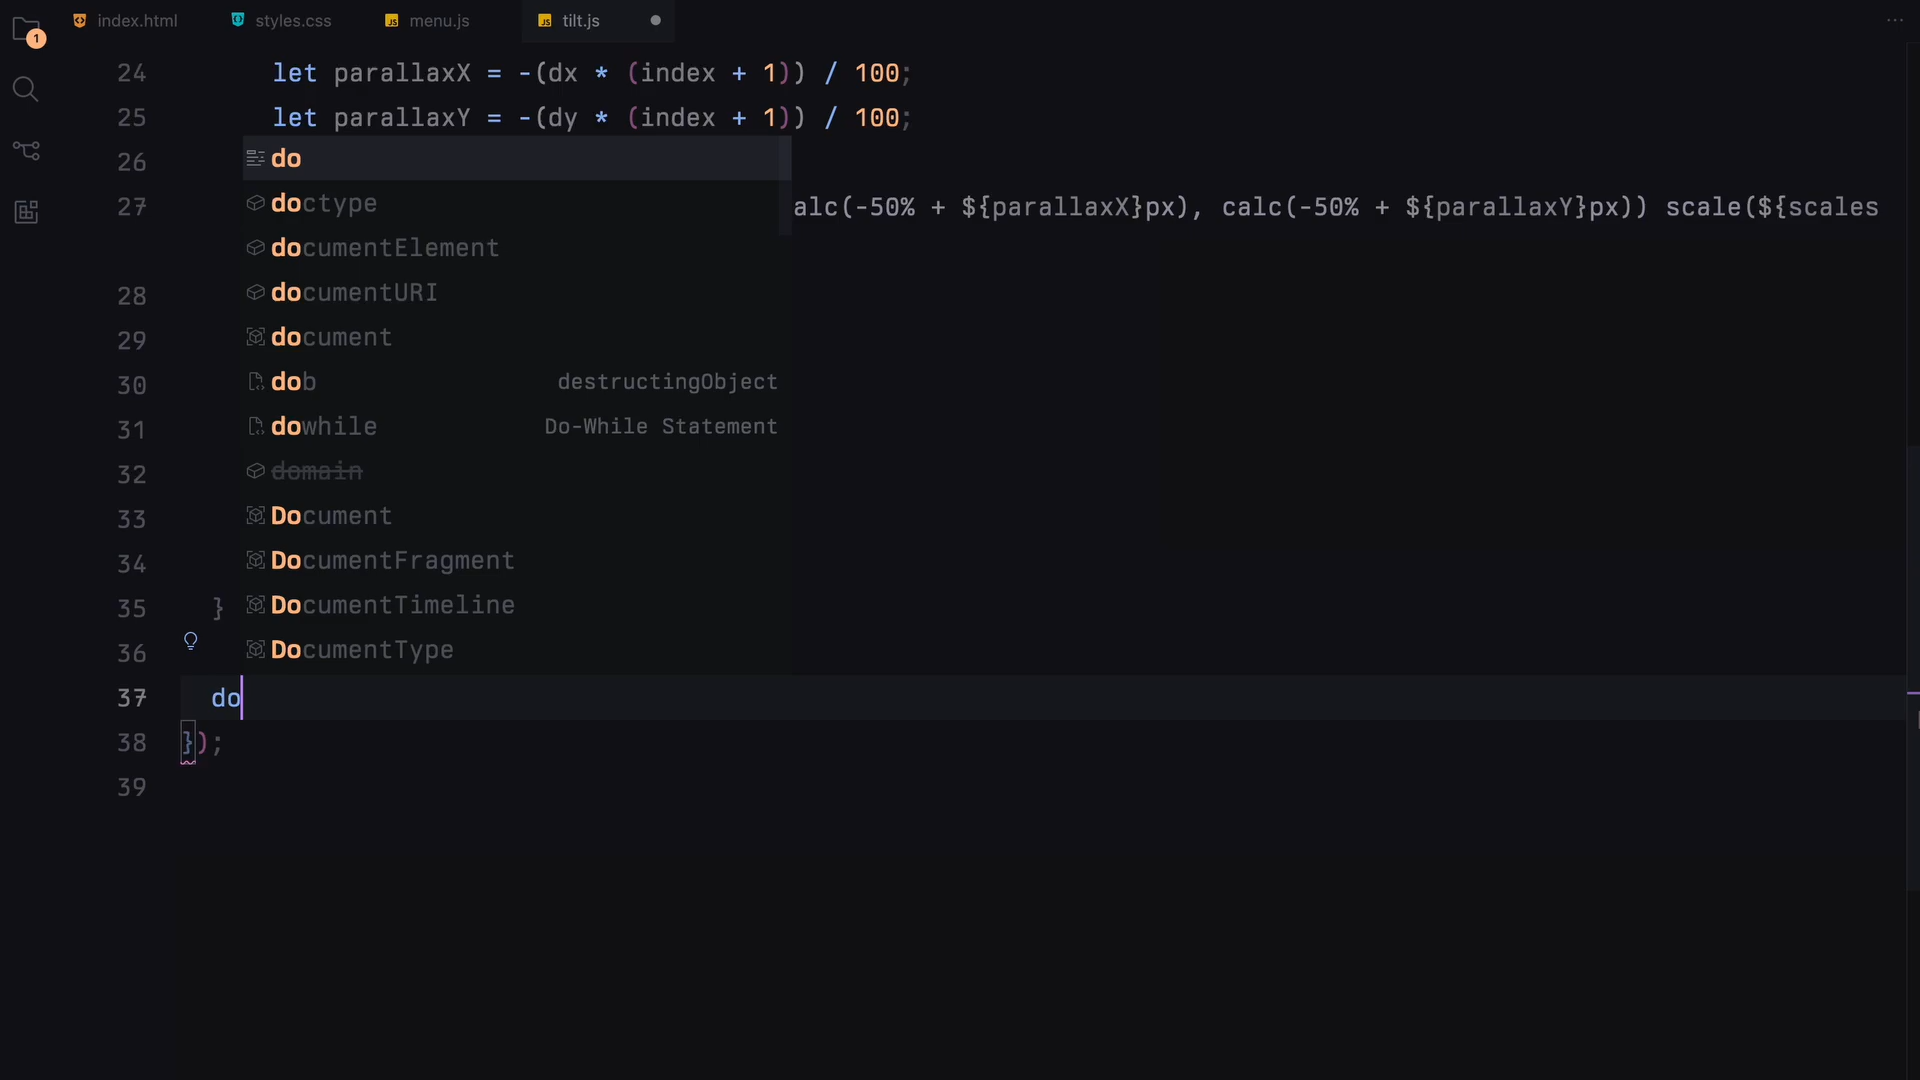 index.html
styles.css
menu.js
tilt.js
1
24 let parallaxX = -(dx * (index + 1)) / 100;
25 let parallaxY = -(dy * (index + 1)) / 100;
26 do
doctype
27 alc(-50% + ${parallaxX}px), calc(-50% + ${parallaxY}px)) scale(${scales
documentElement
28 documentURI
29 document
30 dob destructingObject
31 dowhile Do-While Statement
32 domain
33 Document
34 DocumentFragment
35 } DocumentTimeline
36 DocumentType
37 do
38 });
39